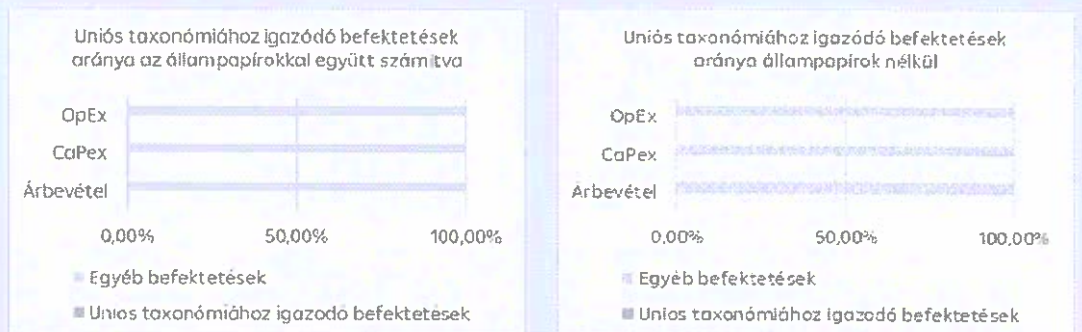 Uniós taxonómiához igazódó befektetések
aránya az állampapírokkal együtt számítva
OpEx
CaPex
Árbevétel
0,00% 50,00% 100,00%
Egyéb befektetések
Uniós taxonómiához igazodó befektetések
Uniós taxonómiához igazódó befektetések
aránya állampapírok nélkül
OpEx
CaPex
Árbevétel
0,00% 50,00% 100,00%
Egyéb befektetések
Uniós taxonómiához igazodó befektetések